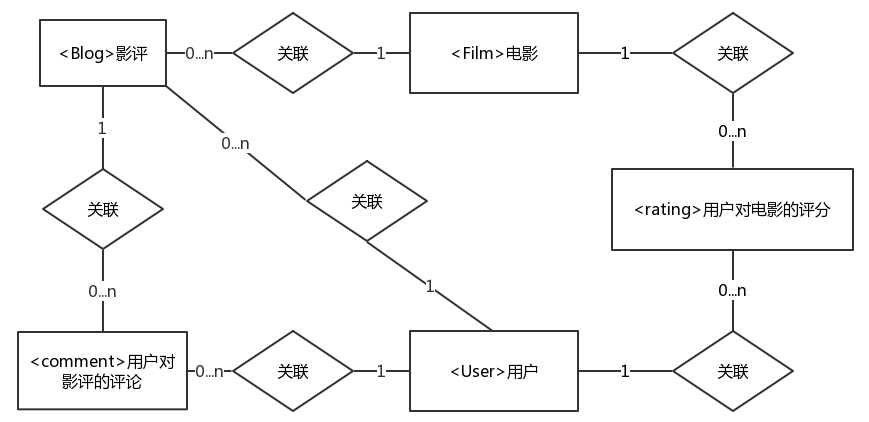 <Blog>影评
0...n
关联
1
<Film>电影
1
关联
1
0...n
0...n
关联
关联
<rating>用户对电影的评分
0...n
1
0...n
<comment>用户对
影评的评论
0...n
关联
1
<User>用户
1
关联